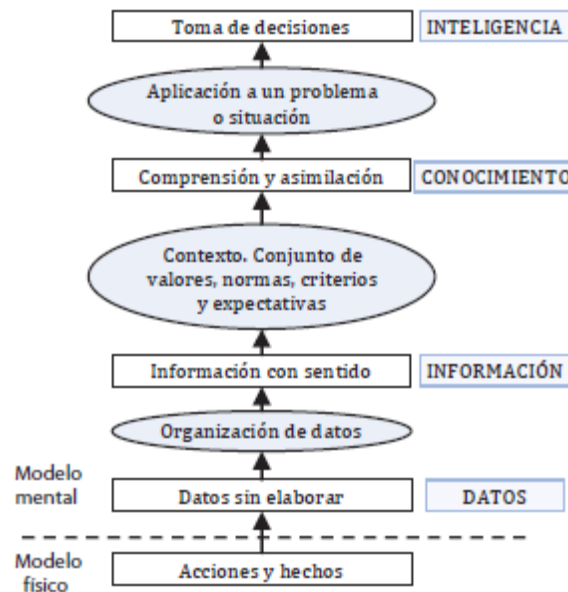 Toma de decisiones
INTELIGENCIA
Aplicación a un problema
o situación
Comprensión y asimilación
CONOCIMIENTO
Contexto. Conjunto de
valores, normas, criterios
y expectativas
Información con sentido
INFORMACIÓN
Organización de datos
Modelo
mental
Datos sin elaborar
DATOS
Modelo
físico
Acciones y hechos